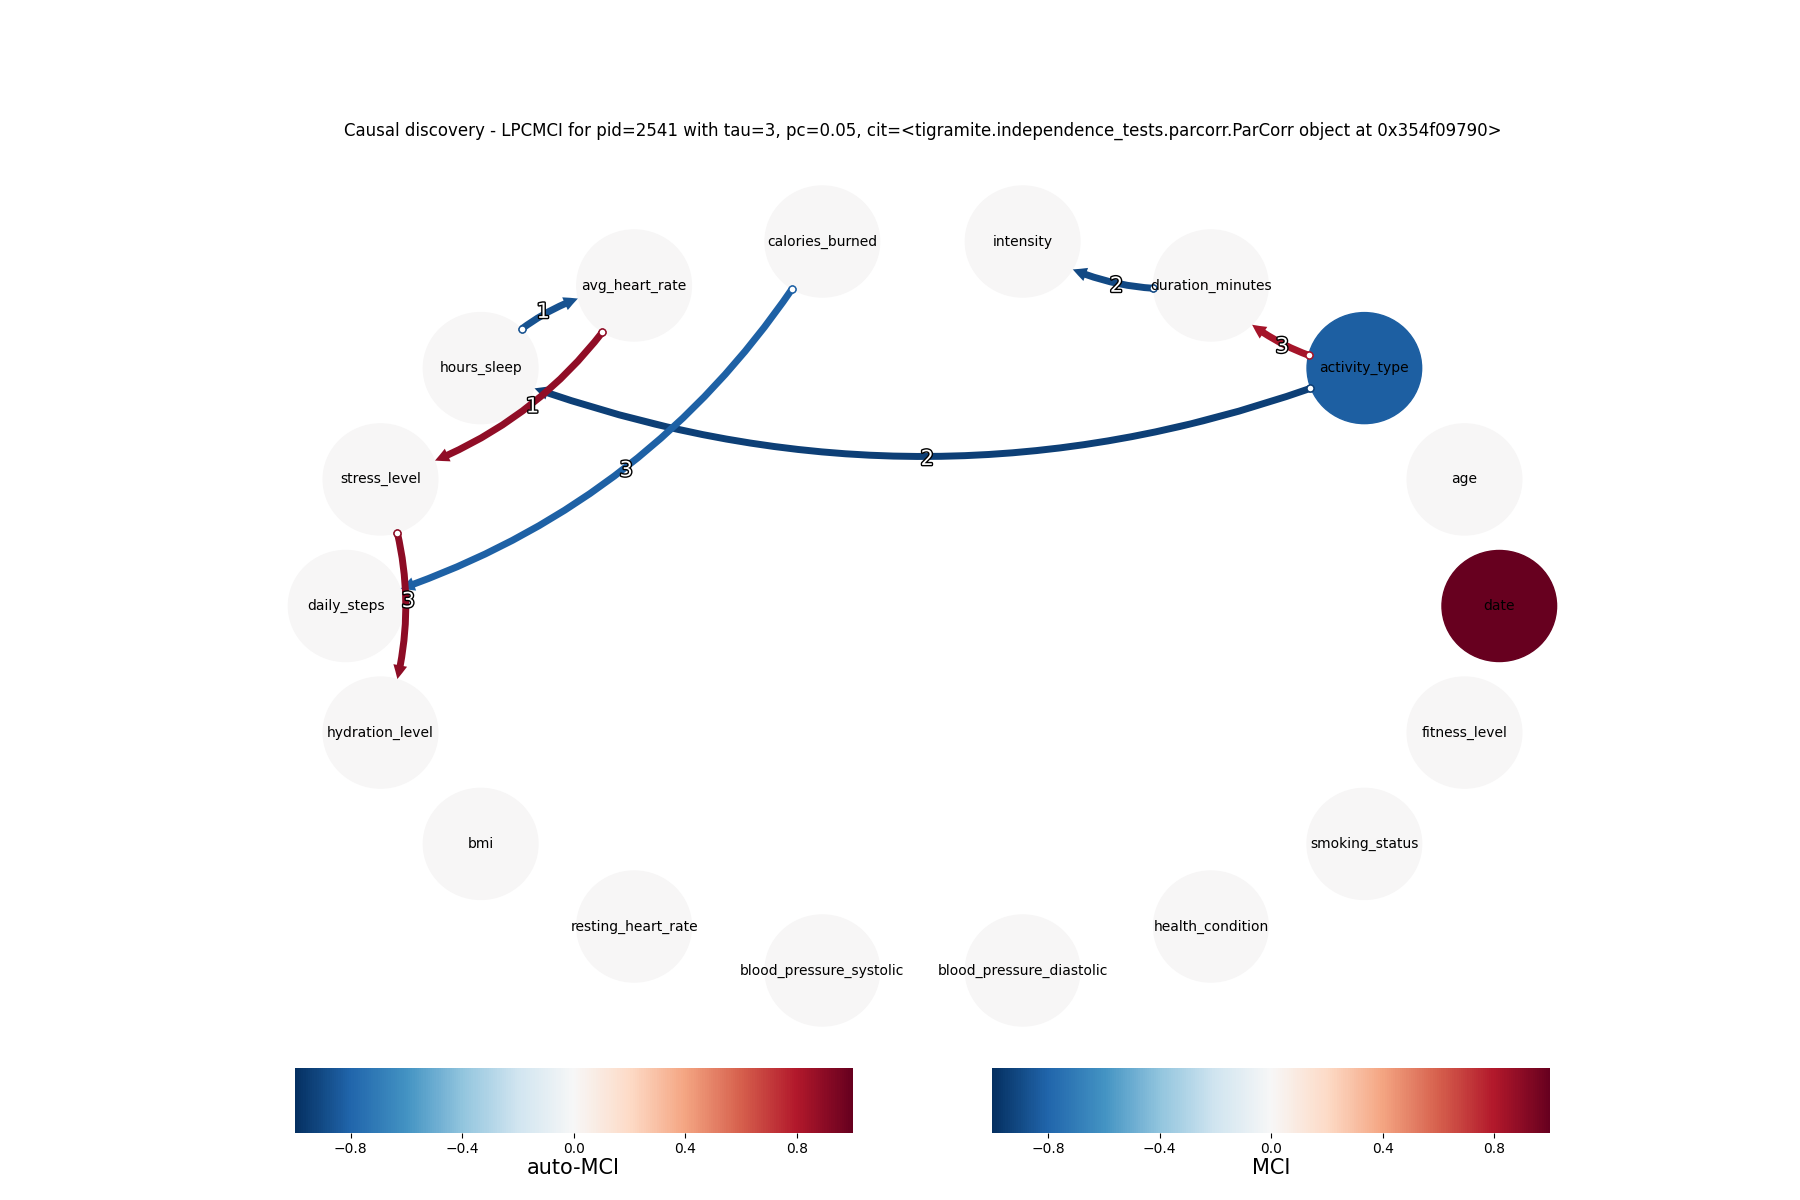 Causal discovery - LPCMCI for pid=2541 with tau=3, pc=0.05, cit=<tigramite.independence_tests.parcorr.ParCorr object at 0x354f09790>
calories_burned
intensity
avg_heart_rate
2
duration_minutes
1
3
hours_sleep
activity_type
1
2
3
stress_level
age
3
daily_steps
date
hydration_level
fitness_level
bmi
smoking_status
resting_heart_rate
health_condition
blood_pressure_systolic
blood_pressure_diastolic
−0.8 −0.4 0.0 0.4 0.8
auto-MCI
−0.8 −0.4 0.0 0.4 0.8
MCI